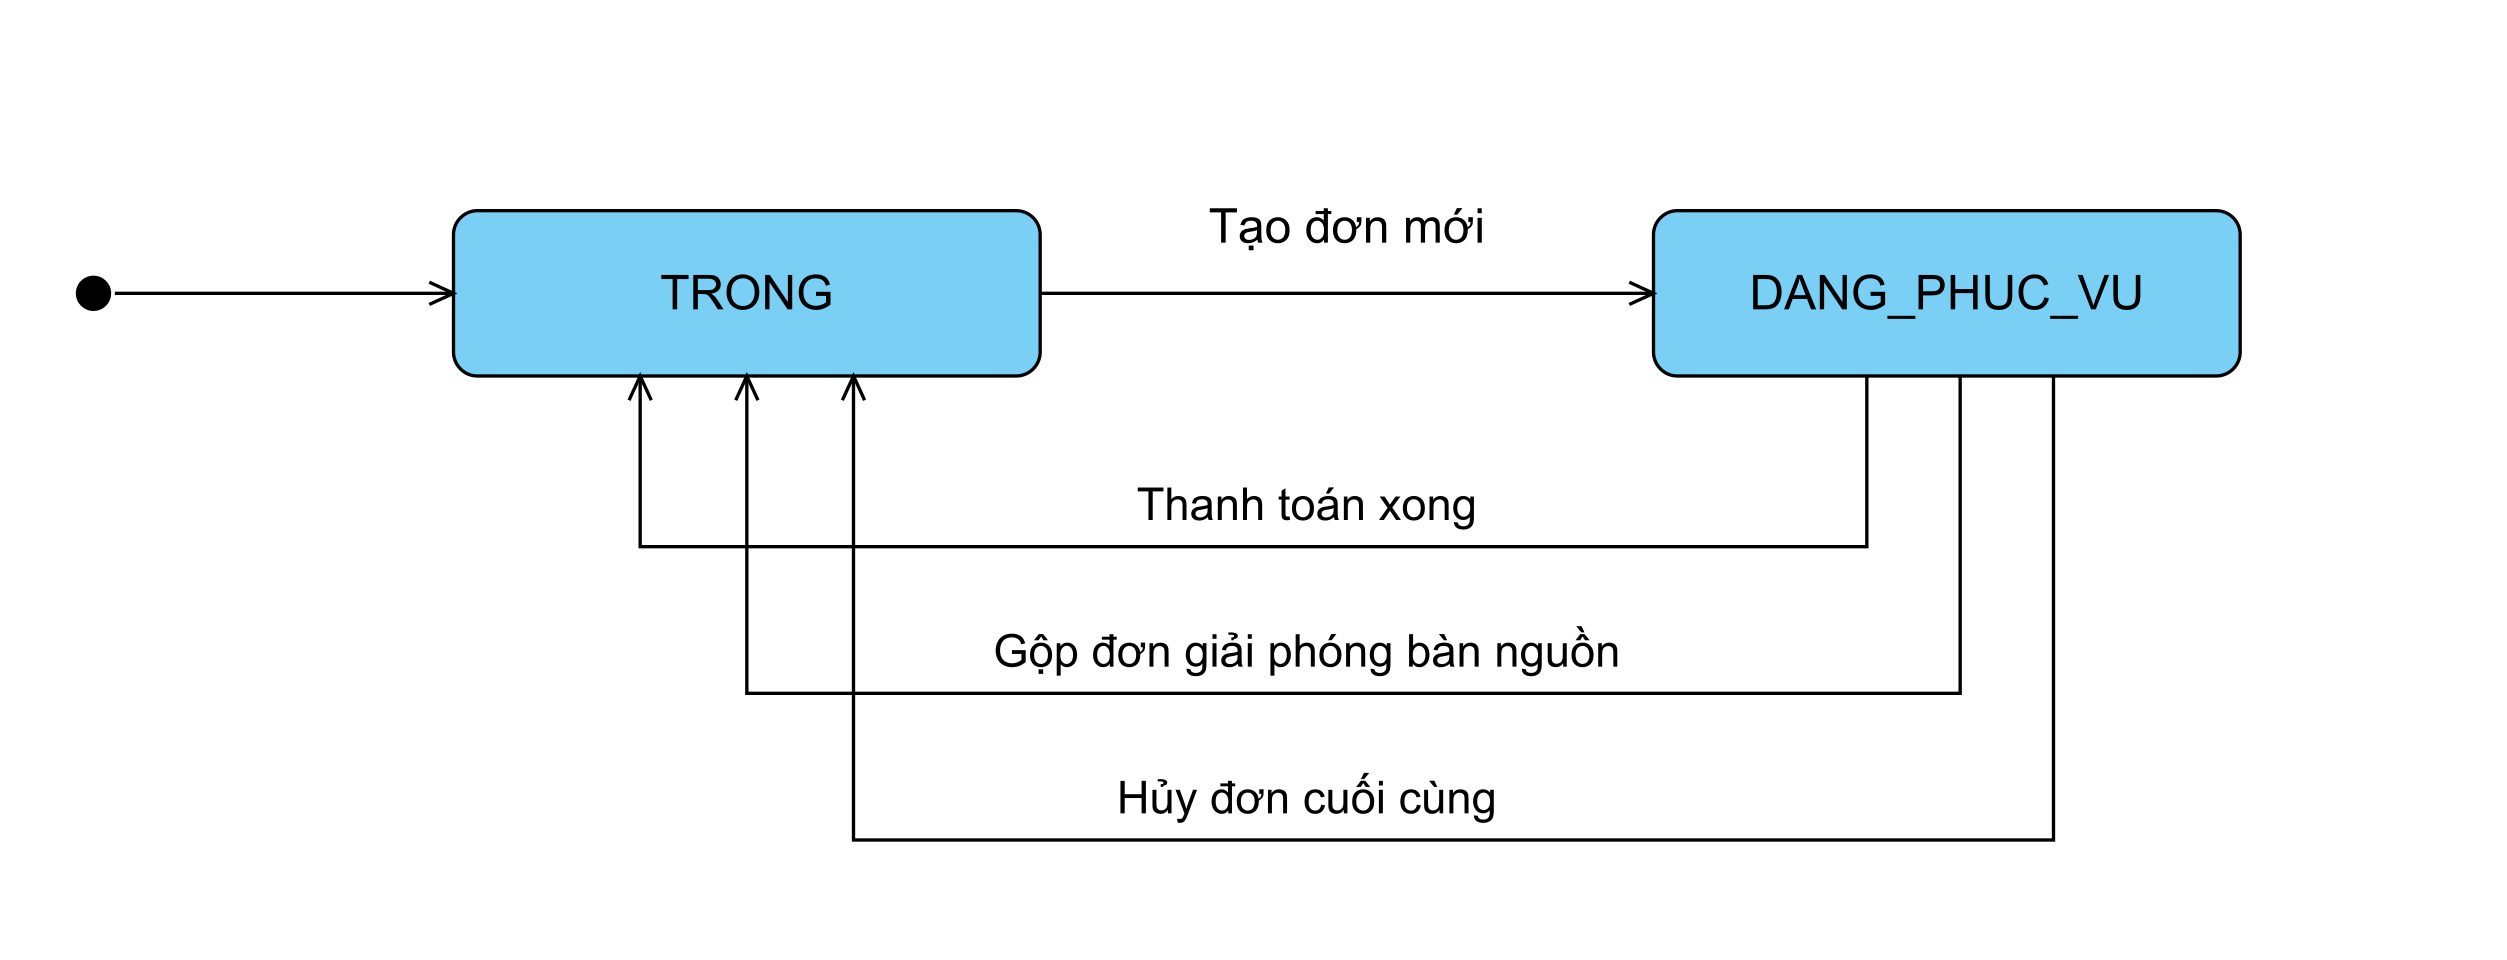 Tạo đơn mới
TRONG
DANG_PHUC_VU
Thanh toán xong
Gộp đơn giải phóng bàn nguồn
Hủy đơn cuối cùng